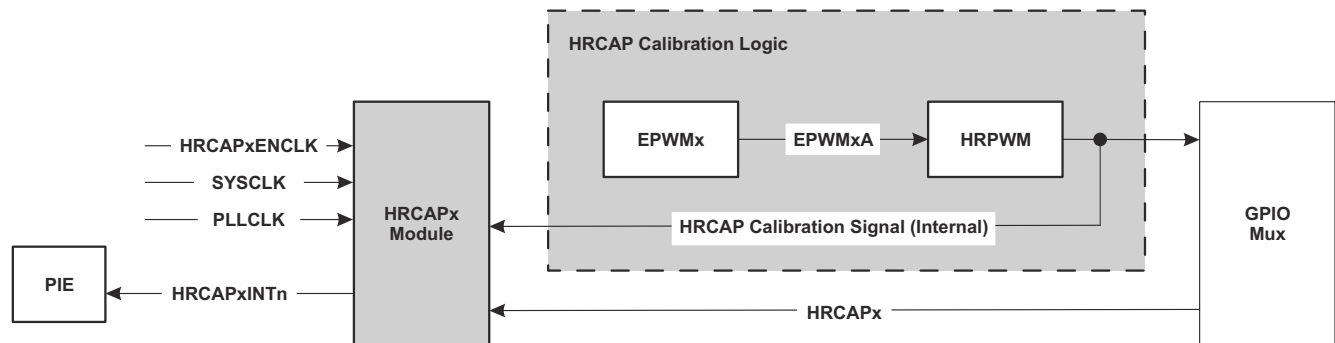 HRCAP Calibration Logic
EPWMx
EPWMxA
HRPWM
HRCAPxENCLK
SYSCLK
PLLCLK
HRCAPx
Module
HRCAP Calibration Signal (Internal)
GPIO
Mux
PIE
HRCAPxINTn
HRCAPx